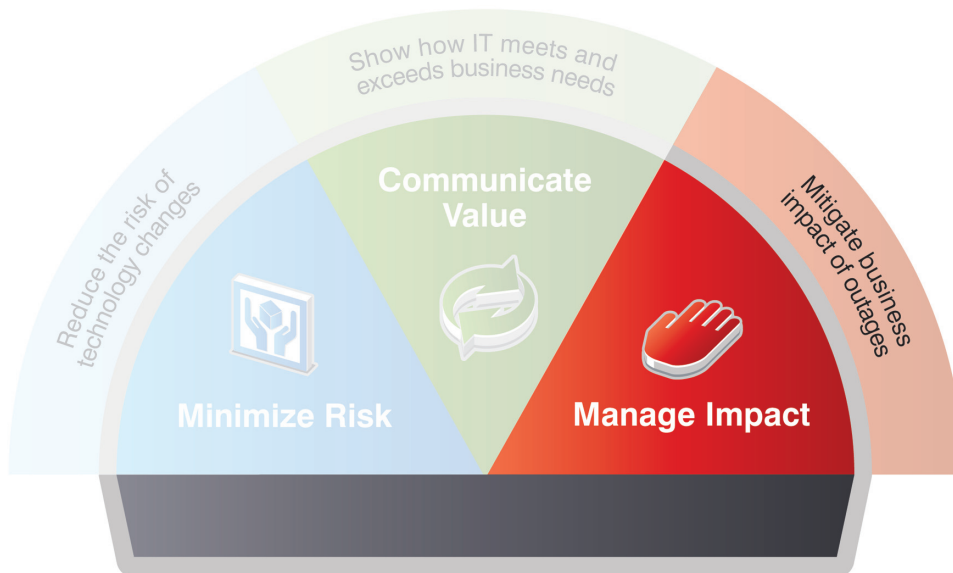 Show how IT meets and
exceeds business needs
Reduce the risk of
technology changes
Communicate
Value
Mitigate business
impact of outages
Minimize Risk
Manage Impact